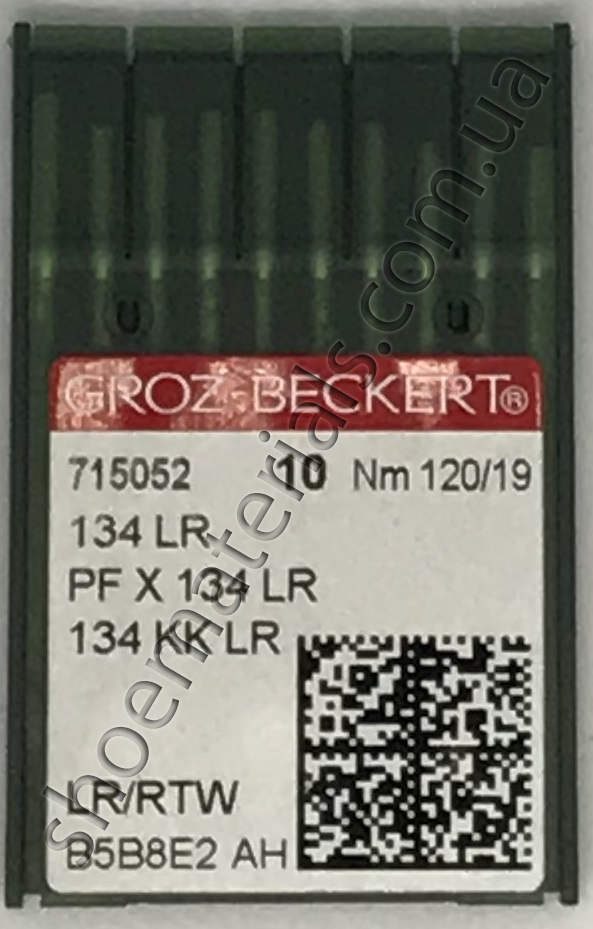 GROZ-BECKERT®
715052 10 Nm 120/19
134 LR
PF X 134 LR
134 KK LR
LR/RTW
B5B8E2 AH
shoematerials.com.ua